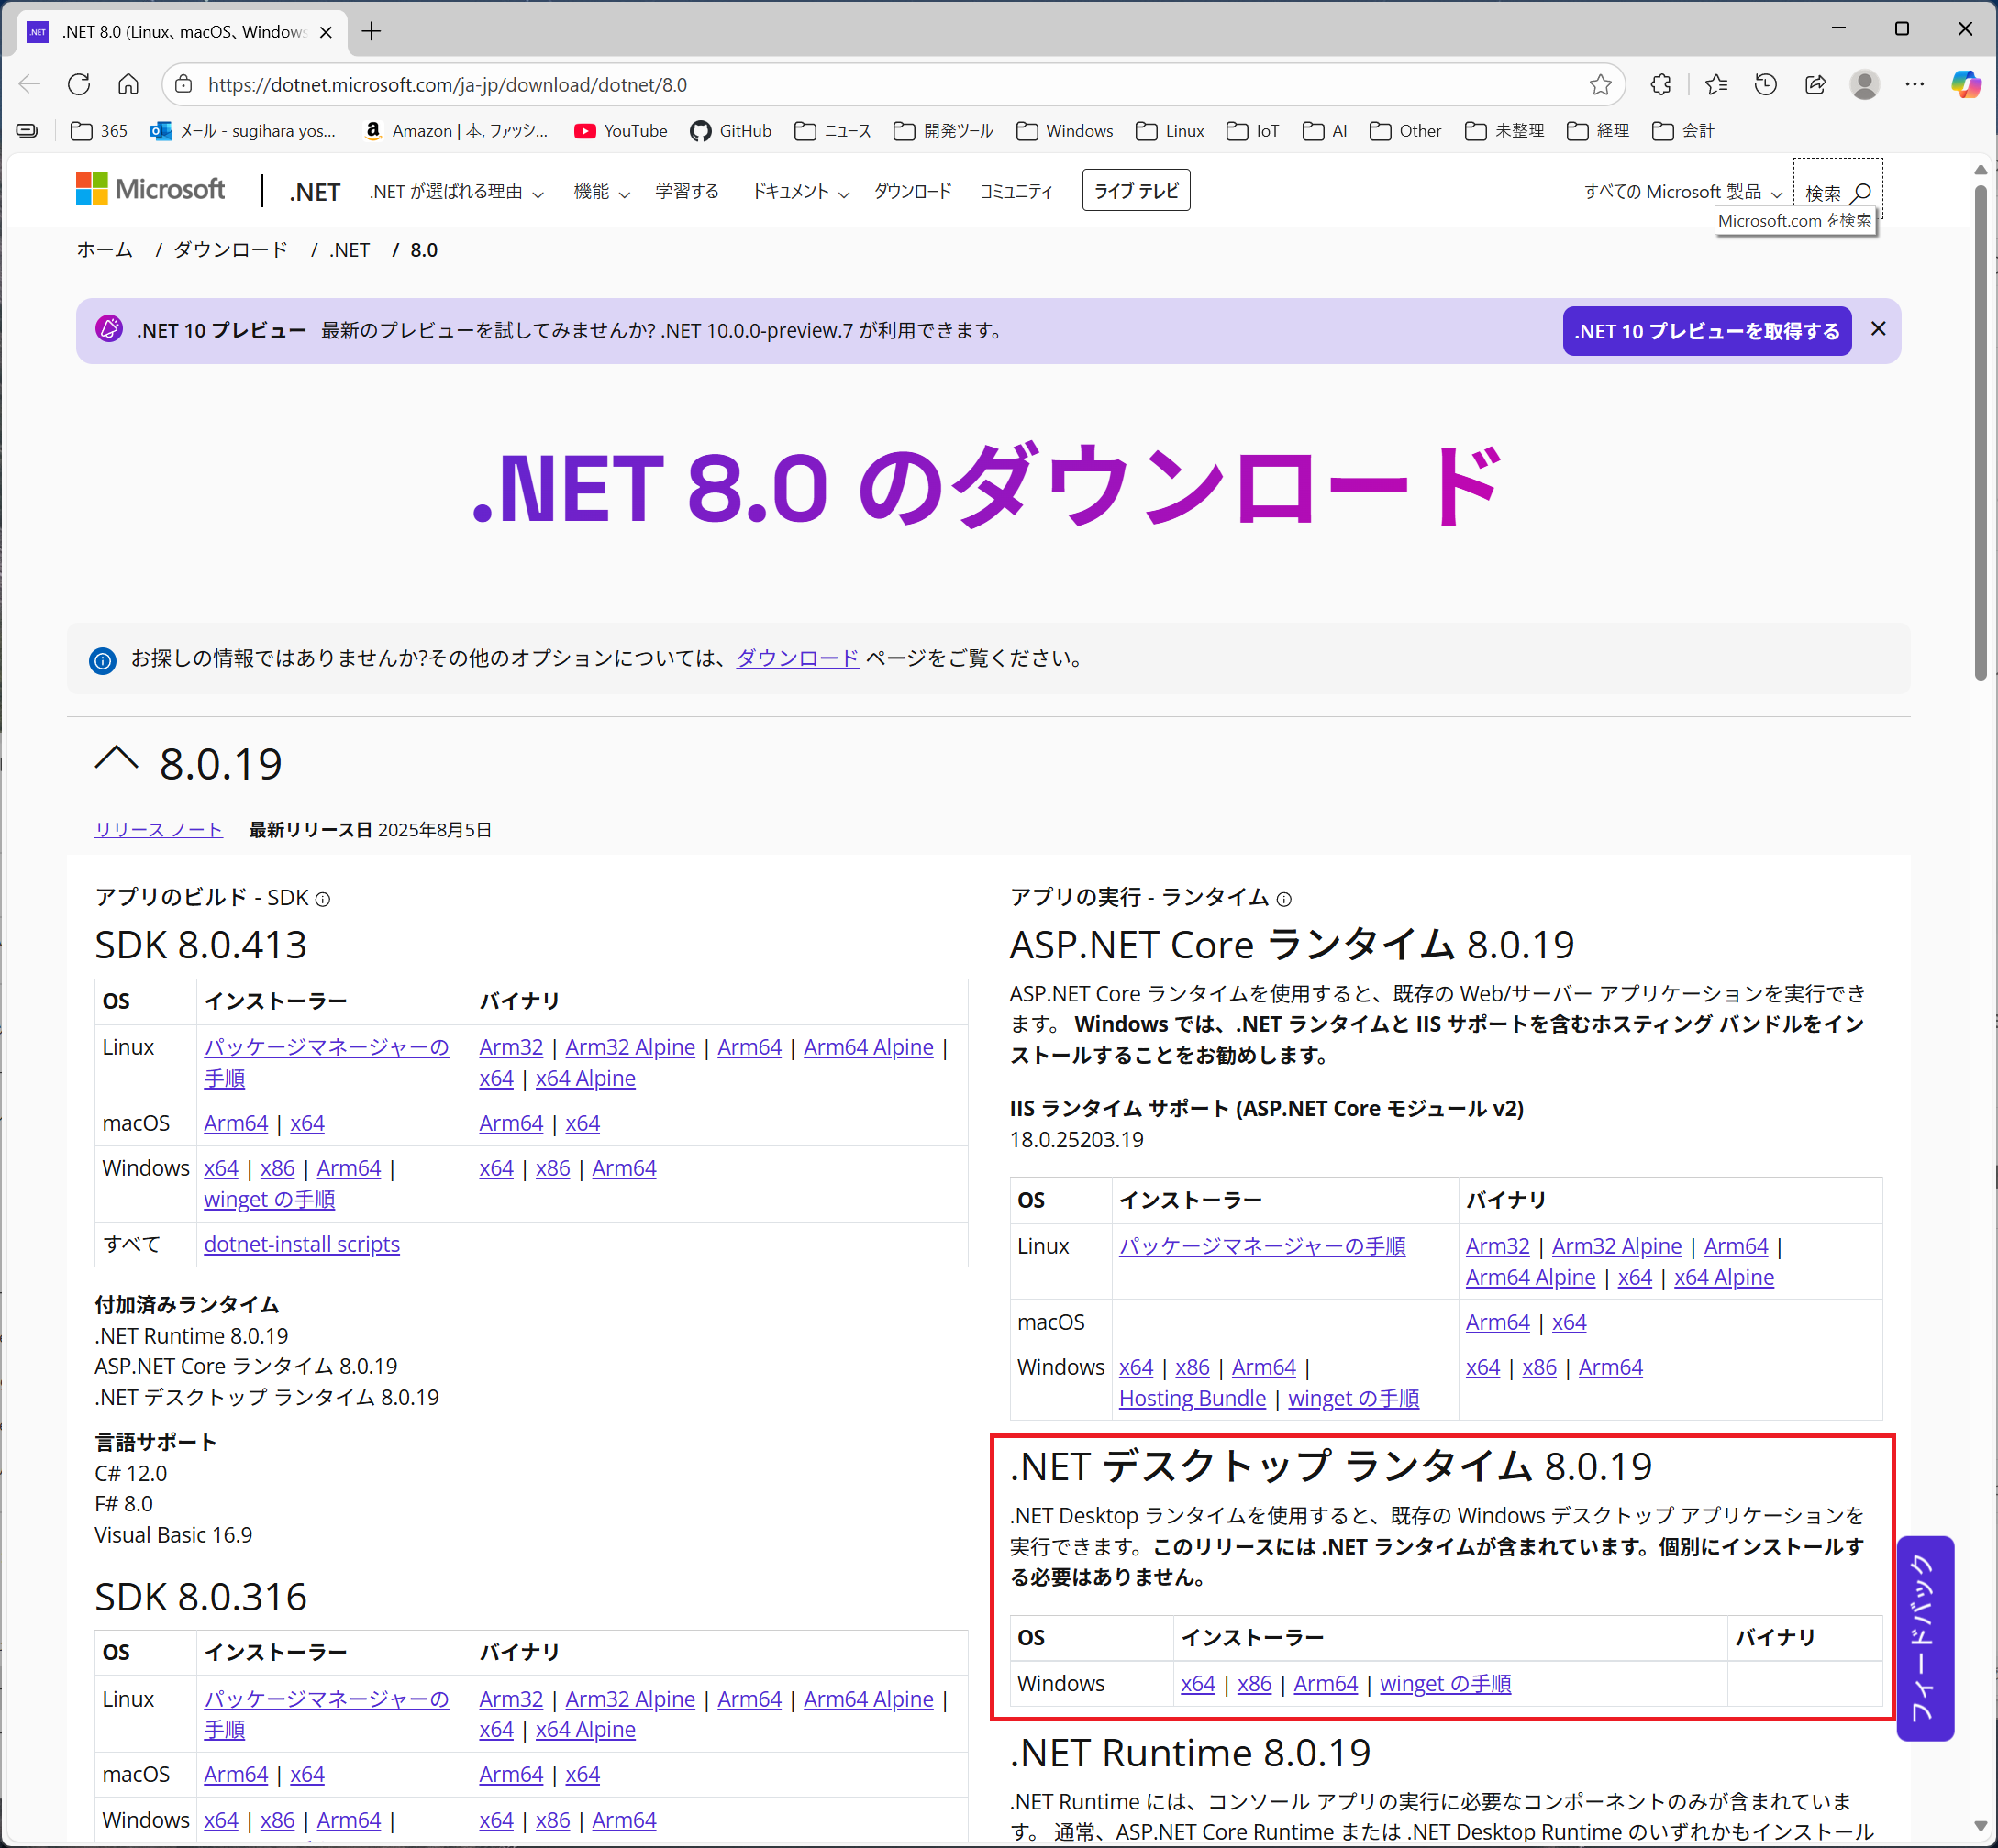 .NET 8.0 (Linux、macOS、Windows
https://dotnet.microsoft.com/ja-jp/download/dotnet/8.0
365
メール - sugihara yos...
Amazon | 本, ファッシ...
YouTube
GitHub
ニュース
開発ツール
Windows
Linux
IoT
AI
Other
未整理
経理
会計
Microsoft
.NET
.NET が選ばれる理由
機能
学習する
ドキュメント
ダウンロード
コミュニティ
ライブ テレビ
すべての Microsoft 製品
検索
Microsoft.com を検索
ホーム / ダウンロード / .NET / 8.0
.NET 10 プレビュー 最新のプレビューを試してみませんか? .NET 10.0.0-preview.7 が利用できます。
.NET 10 プレビューを取得する
.NET 8.0 のダウンロード
お探しの情報ではありませんか?その他のオプションについては、ダウンロード ページをご覧ください。
8.0.19
リリース ノート 最新リリース日 2025年8月5日
アプリのビルド - SDK
SDK 8.0.413
OS インストーラー バイナリ
Linux パッケージマネージャーの Arm32 | Arm32 Alpine | Arm64 | Arm64 Alpine |
手順 x64 | x64 Alpine
macOS Arm64 | x64 Arm64 | x64
Windows x64 | x86 | Arm64 | x64 | x86 | Arm64
winget の手順
すべて dotnet-install scripts
付加済みランタイム
.NET Runtime 8.0.19
ASP.NET Core ランタイム 8.0.19
.NET デスクトップ ランタイム 8.0.19
言語サポート
C# 12.0
F# 8.0
Visual Basic 16.9
SDK 8.0.316
OS インストーラー バイナリ
Linux パッケージマネージャーの Arm32 | Arm32 Alpine | Arm64 | Arm64 Alpine |
手順 x64 | x64 Alpine
macOS Arm64 | x64 Arm64 | x64
Windows x64 | x86 | Arm64 | x64 | x86 | Arm64
アプリの実行 - ランタイム
ASP.NET Core ランタイム 8.0.19
ASP.NET Core ランタイムを使用すると、既存の Web/サーバー アプリケーションを実行でき
ます。 Windows では、.NET ランタイムと IIS サポートを含むホスティング バンドルをイン
ストールすることをお勧めします。
IIS ランタイム サポート (ASP.NET Core モジュール v2)
18.0.25203.19
OS インストーラー バイナリ
Linux パッケージマネージャーの手順 Arm32 | Arm32 Alpine | Arm64 |
Arm64 Alpine | x64 | x64 Alpine
macOS Arm64 | x64
Windows x64 | x86 | Arm64 | x64 | x86 | Arm64
Hosting Bundle | winget の手順
.NET デスクトップ ランタイム 8.0.19
.NET Desktop ランタイムを使用すると、既存の Windows デスクトップ アプリケーションを
実行できます。このリリースには .NET ランタイムが含まれています。個別にインストールす
る必要はありません。
OS インストーラー バイナリ
Windows x64 | x86 | Arm64 | winget の手順
.NET Runtime 8.0.19
.NET Runtime には、コンソール アプリの実行に必要なコンポーネントのみが含まれていま
す。 通常、ASP.NET Core Runtime または .NET Desktop Runtime のいずれかもインストール
フィードバック